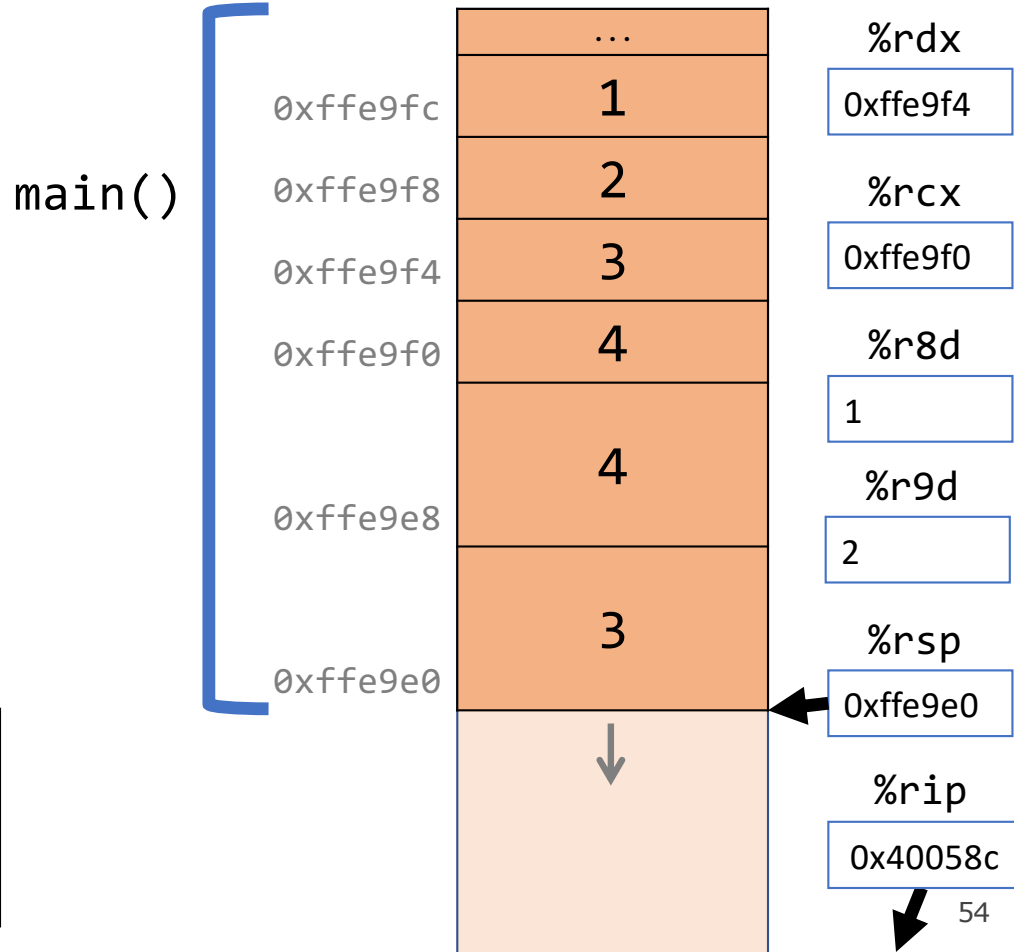 ...
%rdx
0xffe9fc
1
0xffe9f4
main()
0xffe9f8
2
%rcx
0xffe9f4
3
0xffe9f0
0xffe9f0
4
%r8d
1
4
%r9d
0xffe9e8
2
3
%rsp
0xffe9e0
0xffe9e0
%rip
0x40058c
54